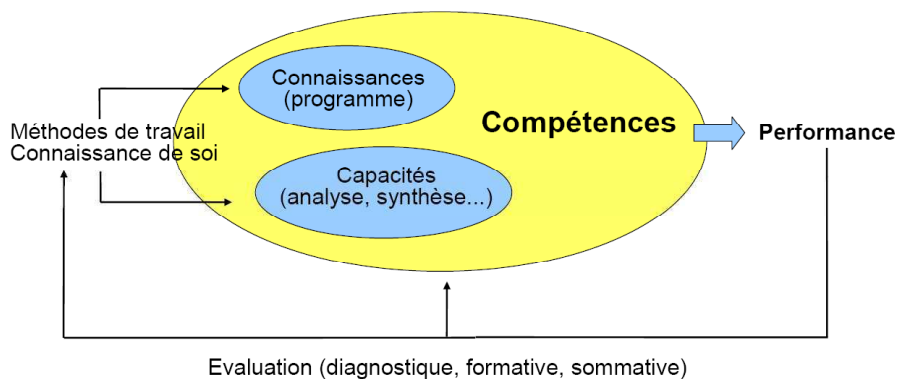 Connaissances
(programme)
Méthodes de travail
Connaissance de soi
Compétences
Performance
Capacités
(analyse, synthèse...)
Evaluation (diagnostique, formative, sommative)